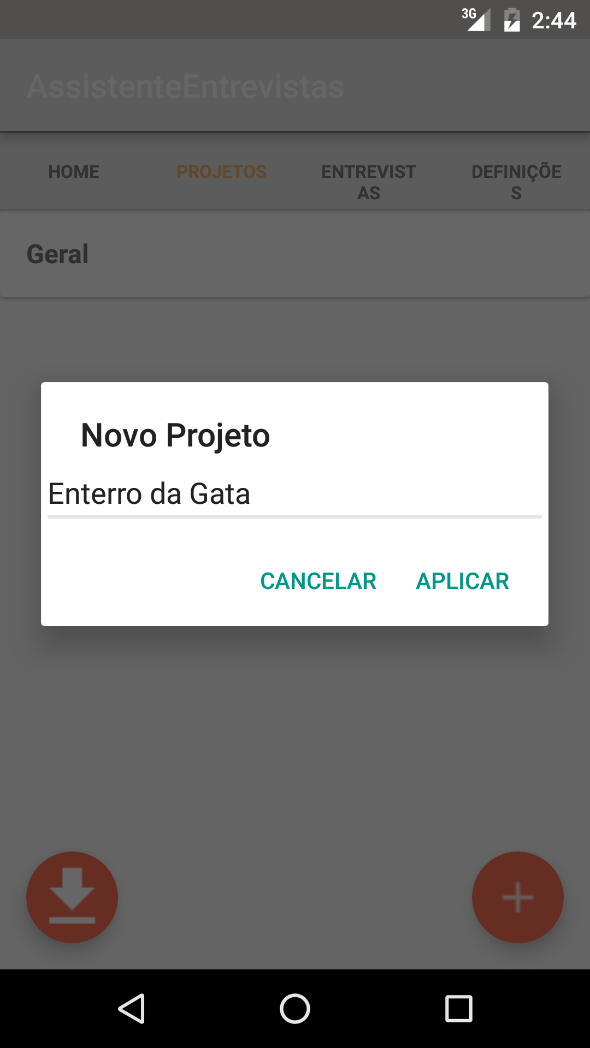 3G 2:44
AssistenteEntrevistas
HOME
PROJETOS
ENTREVIST
AS
DEFINIÇÕE
S
Geral
Novo Projeto
Enterro da Gata
CANCELAR
APLICAR